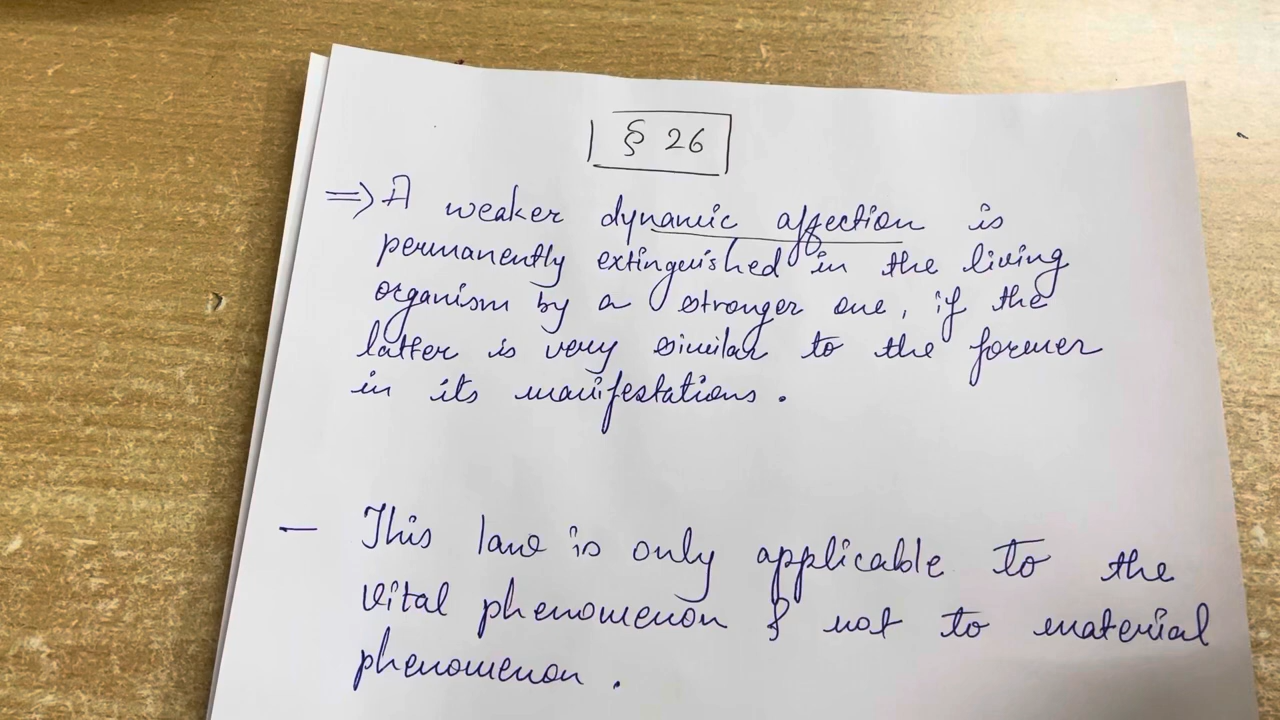 § 26
⇒ A weaker dynamic affection is
permanently extinguished in the living
organism by a stronger one, if the
latter is very similar to the former
in its manifestations.
- This law is only applicable to the
vital phenomenon & not to material
phenomenon.